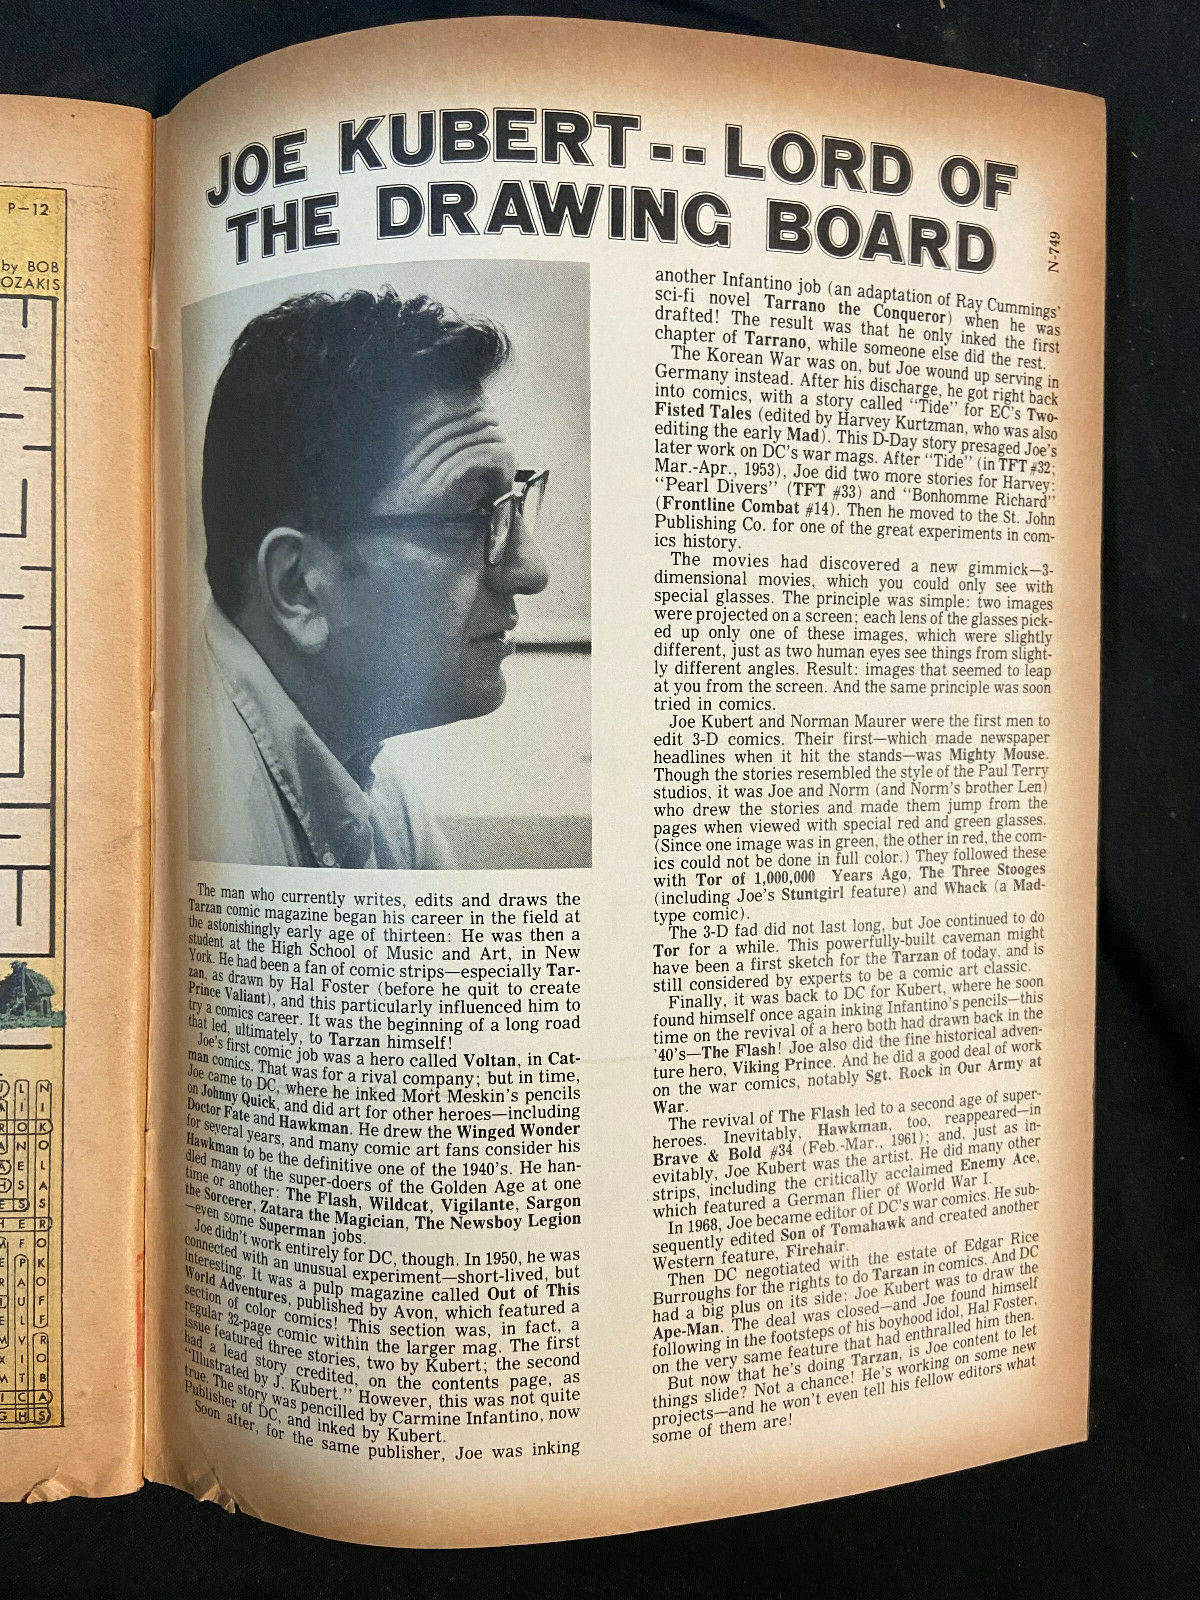 P-12
by BOB
OZAKIS
JOE KUBERT--LORD OF
THE DRAWING BOARD
N-749
The man who currently writes, edits and draws the
Tarzan comic magazine began his career in the field at
the astonishingly early age of thirteen: He was then a
student at the High School of Music and Art, in New
York. He had been a fan of comic strips—especially Tar-
zan, as drawn by Hal Foster (before he quit to create
Prince Valiant), and this particularly influenced him to
try a comics career. It was the beginning of a long road
that led, ultimately, to Tarzan himself!
Joe's first comic job was a hero called Voltan, in Cat-
man comics. That was for a rival company; but in time,
Joe came to DC, where he inked Mort Meskin's pencils
on Johnny Quick, and did art for other heroes—including
Doctor Fate and Hawkman. He drew the Winged Wonder
for several years, and many comic art fans consider his
Hawkman to be the definitive one of the 1940's. He han-
dled many of the super-doers of the Golden Age at one
time or another: The Flash, Wildcat, Vigilante, Sargon
the Sorcerer, Zatara the Magician, The Newsboy Legion
—even some Superman jobs.
Joe didn't work entirely for DC, though. In 1950, he was
connected with an unusual experiment—short-lived, but
interesting. It was a pulp magazine called Out of This
World Adventures, published by Avon, which featured a
section of color comics! This section was, in fact, a
regular 32-page comic within the larger mag. The first
issue featured three stories, two by Kubert; the second
had a lead story credited, on the contents page, as
"Illustrated by J. Kubert." However, this was not quite
true. The story was pencilled by Carmine Infantino, now
Publisher of DC, and inked by Kubert.
Soon after, for the same publisher, Joe was inking
another Infantino job (an adaptation of Ray Cummings'
sci-fi novel Tarrano the Conqueror) when he was
drafted! The result was that he only inked the first
chapter of Tarrano, while someone else did the rest.
The Korean War was on, but Joe wound up serving in
Germany instead. After his discharge, he got right back
into comics, with a story called "Tide" for EC's Two-
Fisted Tales (edited by Harvey Kurtzman, who was also
editing the early Mad). This D-Day story presaged Joe's
later work on DC's war mags. After "Tide" (in TFT #32;
Mar.-Apr., 1953), Joe did two more stories for Harvey:
"Pearl Divers" (TFT #33) and "Bonhomme Richard"
(Frontline Combat #14). Then he moved to the St. John
Publishing Co. for one of the great experiments in com-
ics history.
The movies had discovered a new gimmick—3-
dimensional movies, which you could only see with
special glasses. The principle was simple: two images
were projected on a screen; each lens of the glasses pick-
ed up only one of these images, which were slightly
different, just as two human eyes see things from slight-
ly different angles. Result: images that seemed to leap
at you from the screen. And the same principle was soon
tried in comics.
Joe Kubert and Norman Maurer were the first men to
edit 3-D comics. Their first—which made newspaper
headlines when it hit the stands—was Mighty Mouse.
Though the stories resembled the style of the Paul Terry
studios, it was Joe and Norm (and Norm's brother Len)
who drew the stories and made them jump from the
pages when viewed with special red and green glasses.
(Since one image was in green, the other in red, the com-
ics could not be done in full color.) They followed these
with Tor of 1,000,000 Years Ago, The Three Stooges
(including Joe's Stuntgirl feature) and Whack (a Mad-
type comic).
The 3-D fad did not last long, but Joe continued to do
Tor for a while. This powerfully-built caveman might
have been a first sketch for the Tarzan of today, and is
still considered by experts to be a comic art classic.
Finally, it was back to DC for Kubert, where he soon
found himself once again inking Infantino's pencils—this
time on the revival of a hero both had drawn back in the
'40's—The Flash! Joe also did the fine historical adven-
ture hero, Viking Prince. And he did a good deal of work
on the war comics, notably Sgt. Rock in Our Army at
War.
The revival of The Flash led to a second age of super-
heroes. Inevitably, Hawkman, too, reappeared—in
Brave & Bold #34 (Feb.-Mar., 1961); and, just as in-
evitably, Joe Kubert was the artist. He did many other
strips, including the critically acclaimed Enemy Ace,
which featured a German flier of World War I.
In 1968, Joe became editor of DC's war comics. He sub-
sequently edited Son of Tomahawk and created another
Western feature, Firehair.
Then DC negotiated with the estate of Edgar Rice
Burroughs for the rights to do Tarzan in comics. And DC
had a big plus on its side: Joe Kubert was to draw the
Ape-Man. The deal was closed—and Joe found himself
following in the footsteps of his boyhood idol, Hal Foster,
on the very same feature that had enthralled him then.
But now that he's doing Tarzan, is Joe content to let
things slide? Not a chance! He's working on some new
projects—and he won't even tell his fellow editors what
some of them are!